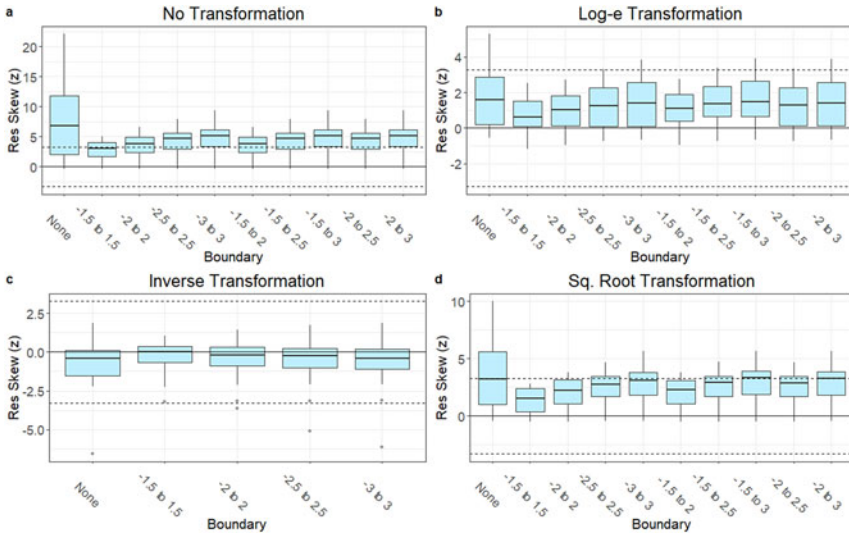 a
No Transformation
Res Skew (z)
20
15
10
5
0
None
-1.5 to 1.5
-2 to 2
-2.5 to 2.5
-3 to 3
-1.5 to 2
-1.5 to 2.5
-1.5 to 3
-2 to 2.5
-2 to 3
Boundary
b
Log-e Transformation
Res Skew (z)
4
2
0
-2
None
-1.5 to 1.5
-2 to 2
-2.5 to 2.5
-3 to 3
-1.5 to 2
-1.5 to 2.5
-1.5 to 3
-2 to 2.5
-2 to 3
Boundary
c
Inverse Transformation
Res Skew (z)
2.5
0.0
-2.5
-5.0
None
-1.5 to 1.5
-2 to 2
-2.5 to 2.5
-3 to 3
Boundary
d
Sq. Root Transformation
Res Skew (z)
10
5
0
None
-1.5 to 1.5
-2 to 2
-2.5 to 2.5
-3 to 3
-1.5 to 2
-1.5 to 2.5
-1.5 to 3
-2 to 2.5
-2 to 3
Boundary